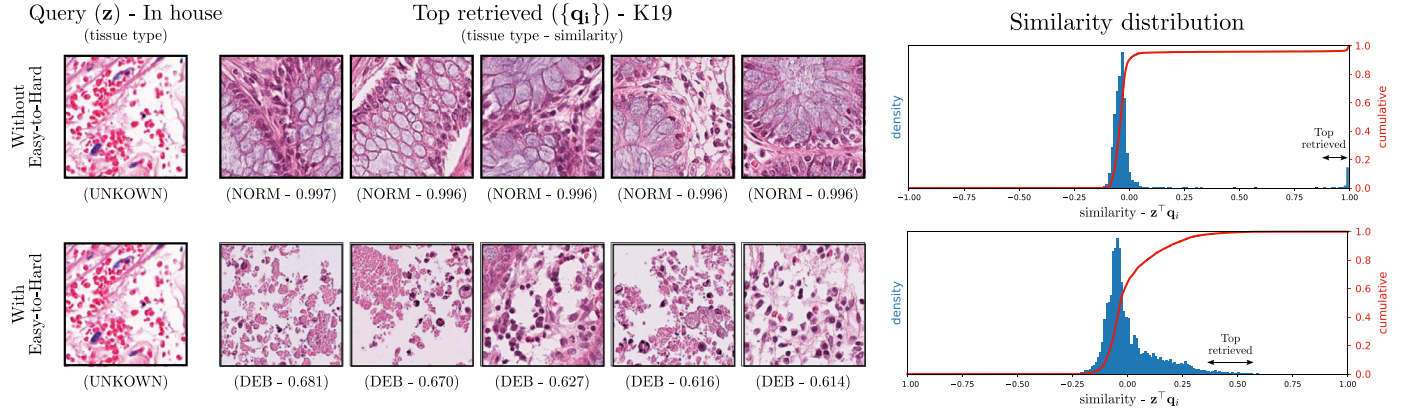 Query (z) - In house
(tissue type)
Top retrieved ({qᵢ}) - K19
(tissue type - similarity)
Similarity distribution
Without
Easy-to-Hard
(UNKOWN)
(NORM - 0.997)
(NORM - 0.996)
(NORM - 0.996)
(NORM - 0.996)
(NORM - 0.996)
density
Top
retrieved
1.0
0.8
0.6
0.4
0.2
0.0
cumulative
−1.00 −0.75 −0.50 −0.25 0.00 0.25 0.50 0.75 1.00
similarity - z⊤qᵢ
With
Easy-to-Hard
(UNKOWN)
(DEB - 0.681)
(DEB - 0.670)
(DEB - 0.627)
(DEB - 0.616)
(DEB - 0.614)
density
Top
retrieved
1.0
0.8
0.6
0.4
0.2
0.0
cumulative
−1.00 −0.75 −0.50 −0.25 0.00 0.25 0.50 0.75 1.00
similarity - z⊤qᵢ